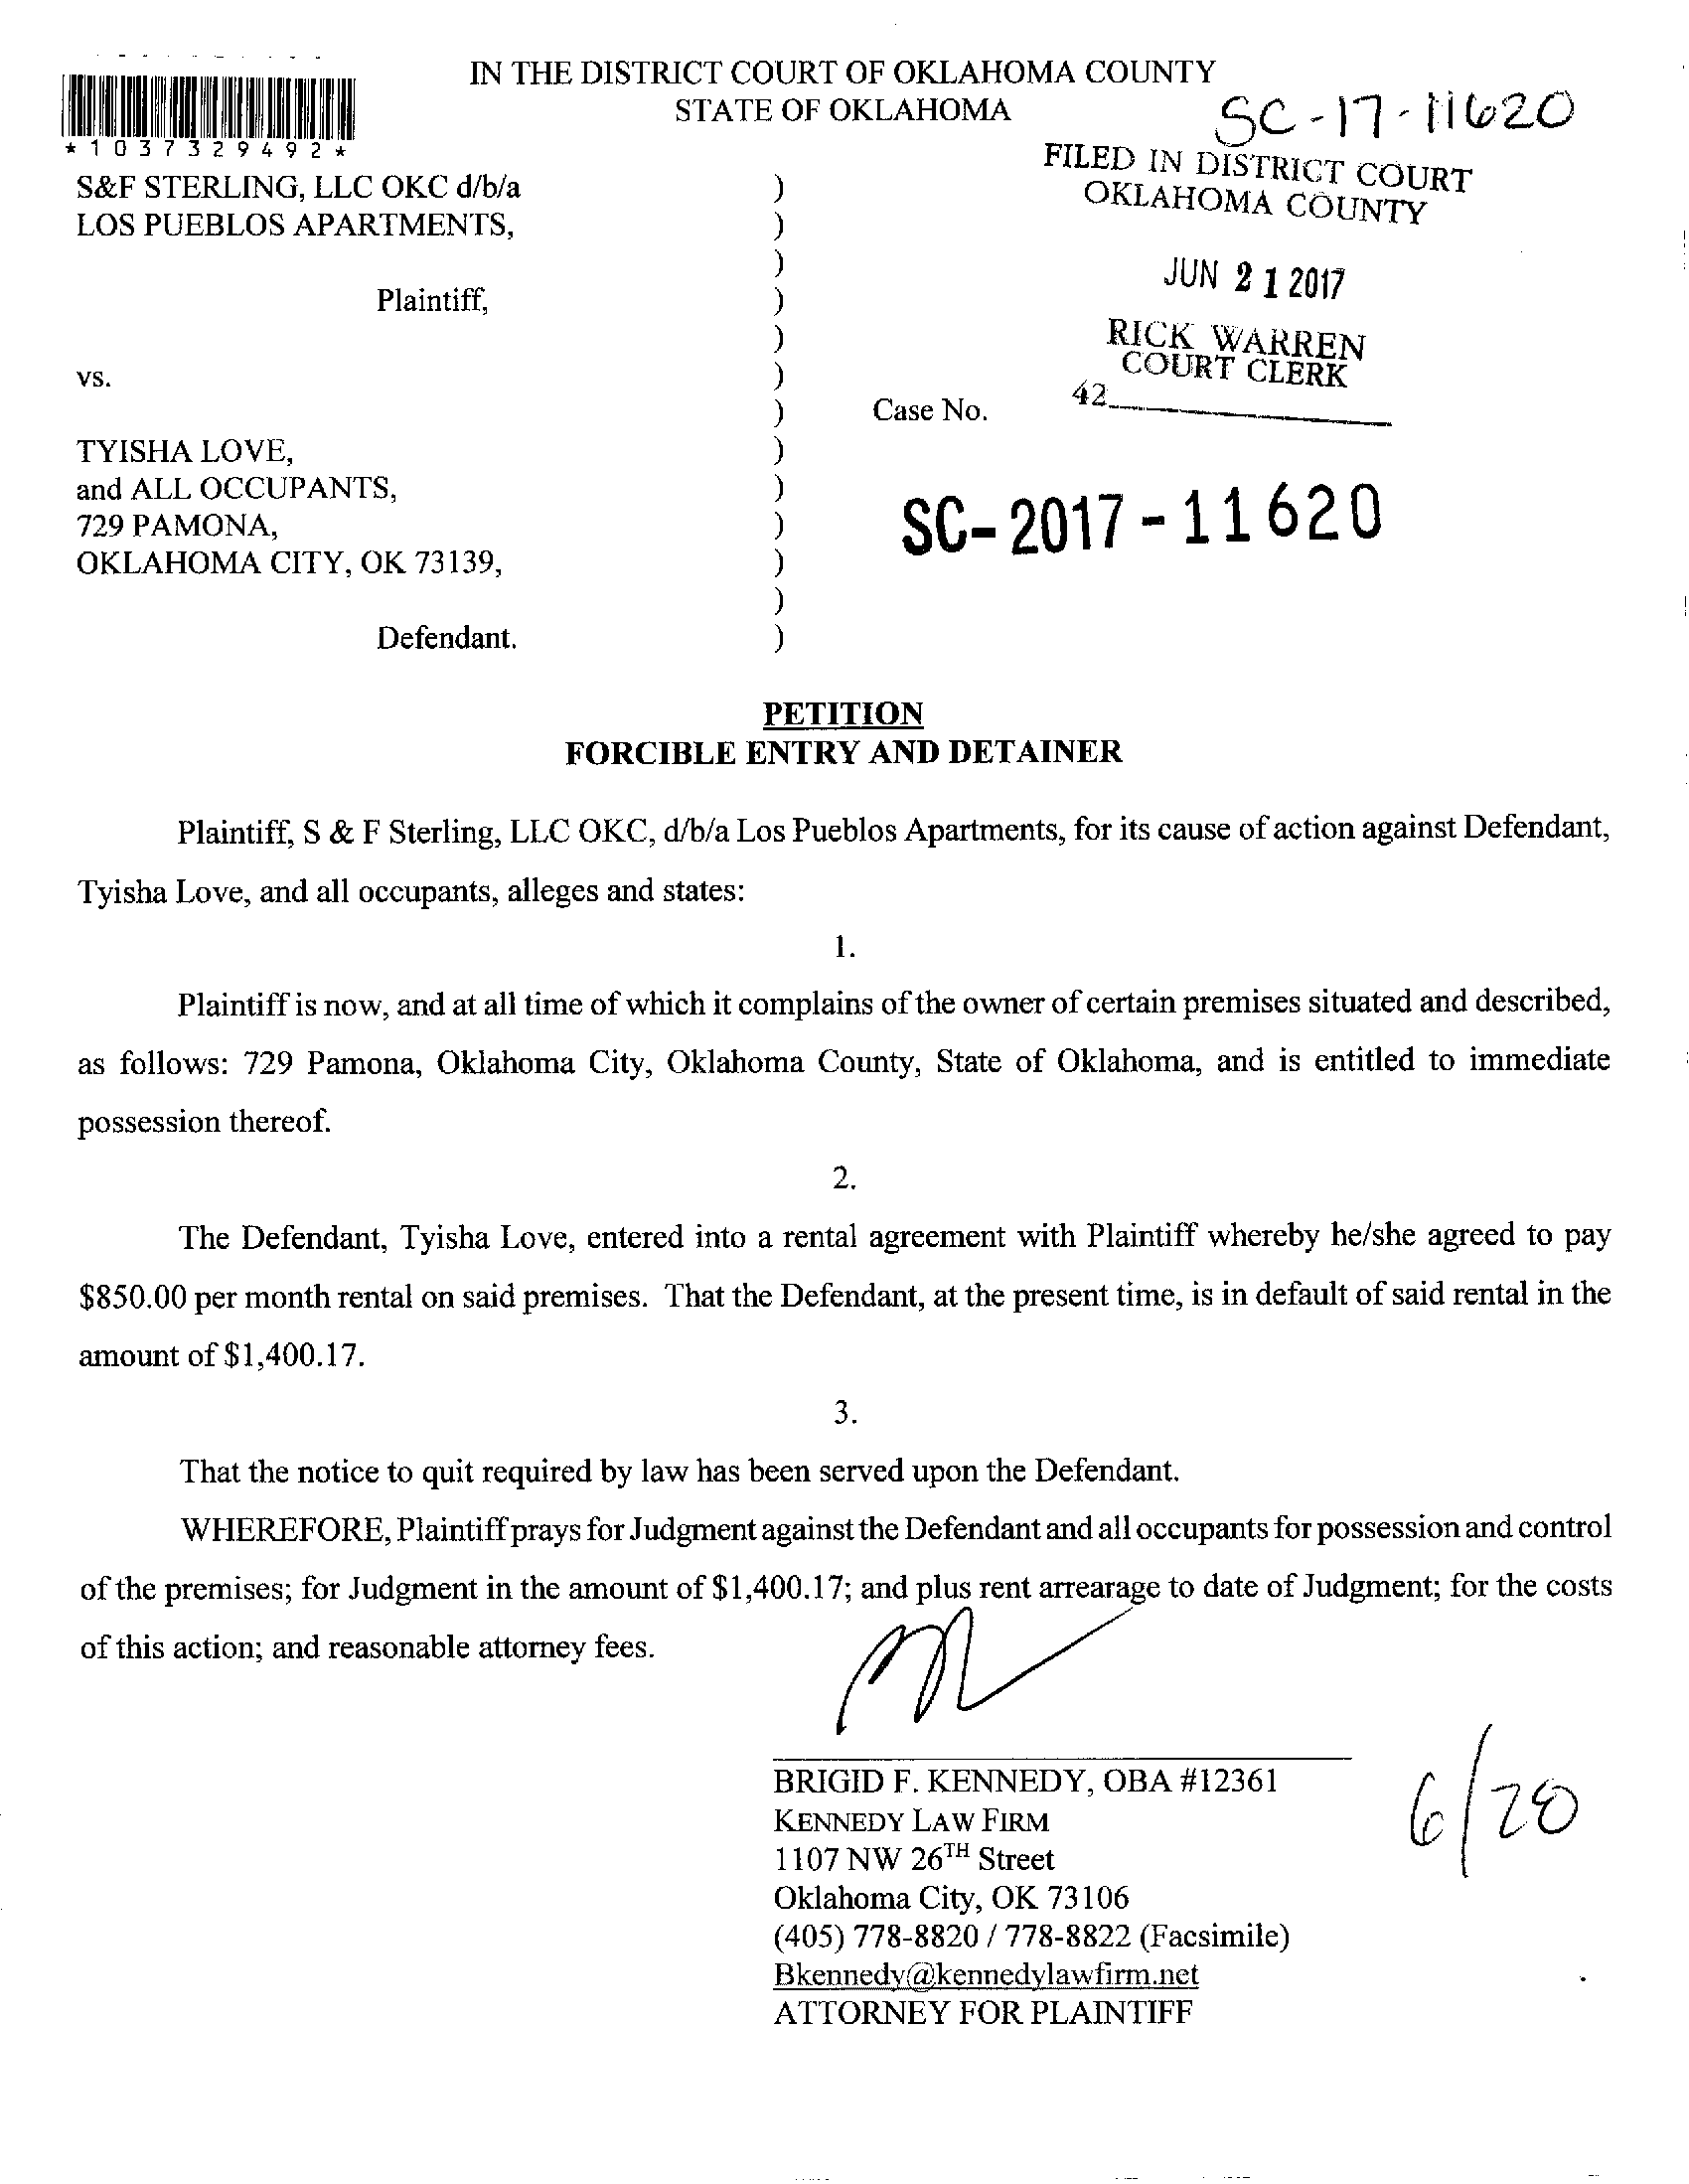 IN THE DISTRICT COURT OF OKLAHOMA COUNTY
STATE OF OKLAHOMA
SC-17-11620
*1037329492*
FILED IN DISTRICT COURT
OKLAHOMA COUNTY
JUN 21 2017
RICK WARREN
COURT CLERK
42
S&F STERLING, LLC OKC d/b/a )
LOS PUEBLOS APARTMENTS, )
)
Plaintiff, )
)
vs. )
) Case No.
TYISHA LOVE, )
and ALL OCCUPANTS, )
729 PAMONA, )
OKLAHOMA CITY, OK 73139, )
)
Defendant. )
SC-2017-11620
PETITION
FORCIBLE ENTRY AND DETAINER
Plaintiff, S & F Sterling, LLC OKC, d/b/a Los Pueblos Apartments, for its cause of action against Defendant,
Tyisha Love, and all occupants, alleges and states:
1.
Plaintiff is now, and at all time of which it complains of the owner of certain premises situated and described,
as follows: 729 Pamona, Oklahoma City, Oklahoma County, State of Oklahoma, and is entitled to immediate
possession thereof.
2.
The Defendant, Tyisha Love, entered into a rental agreement with Plaintiff whereby he/she agreed to pay
$850.00 per month rental on said premises. That the Defendant, at the present time, is in default of said rental in the
amount of $1,400.17.
3.
That the notice to quit required by law has been served upon the Defendant.
WHEREFORE, Plaintiff prays for Judgment against the Defendant and all occupants for possession and control
of the premises; for Judgment in the amount of $1,400.17; and plus rent arrearage to date of Judgment; for the costs
of this action; and reasonable attorney fees.
BRIGID F. KENNEDY, OBA #12361
KENNEDY LAW FIRM
1107 NW 26TH Street
Oklahoma City, OK 73106
(405) 778-8820 / 778-8822 (Facsimile)
Bkennedy@kennedylawfirm.net
ATTORNEY FOR PLAINTIFF